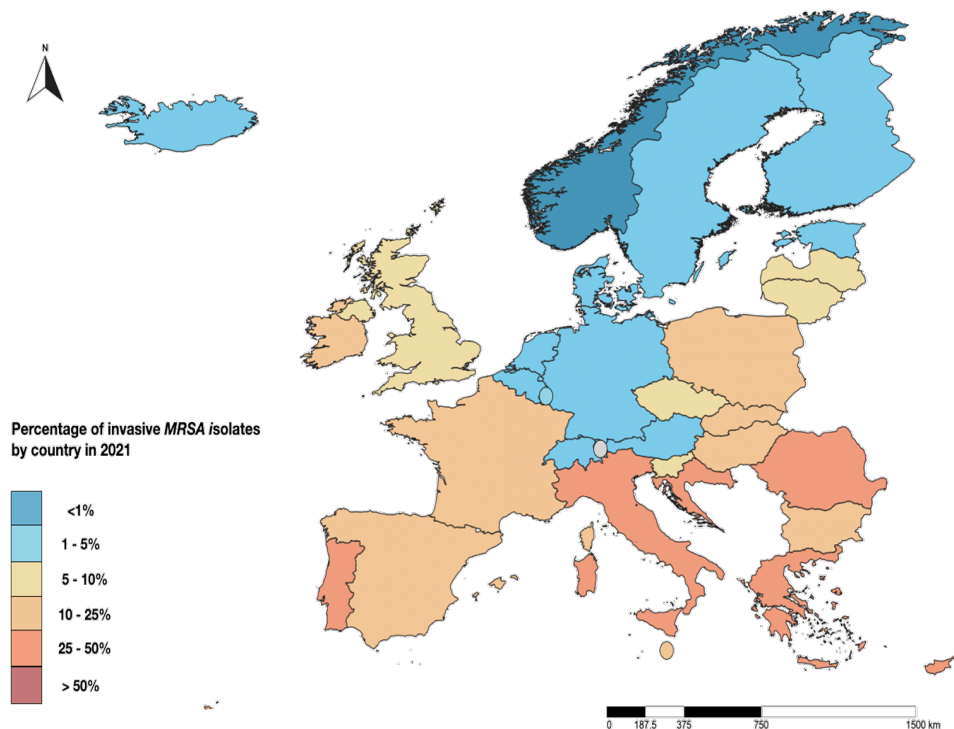 N
Percentage of invasive MRSA isolates
by country in 2021
<1%
1 - 5%
5 - 10%
10 - 25%
25 - 50%
> 50%
0 187.5 375 750 1500 km